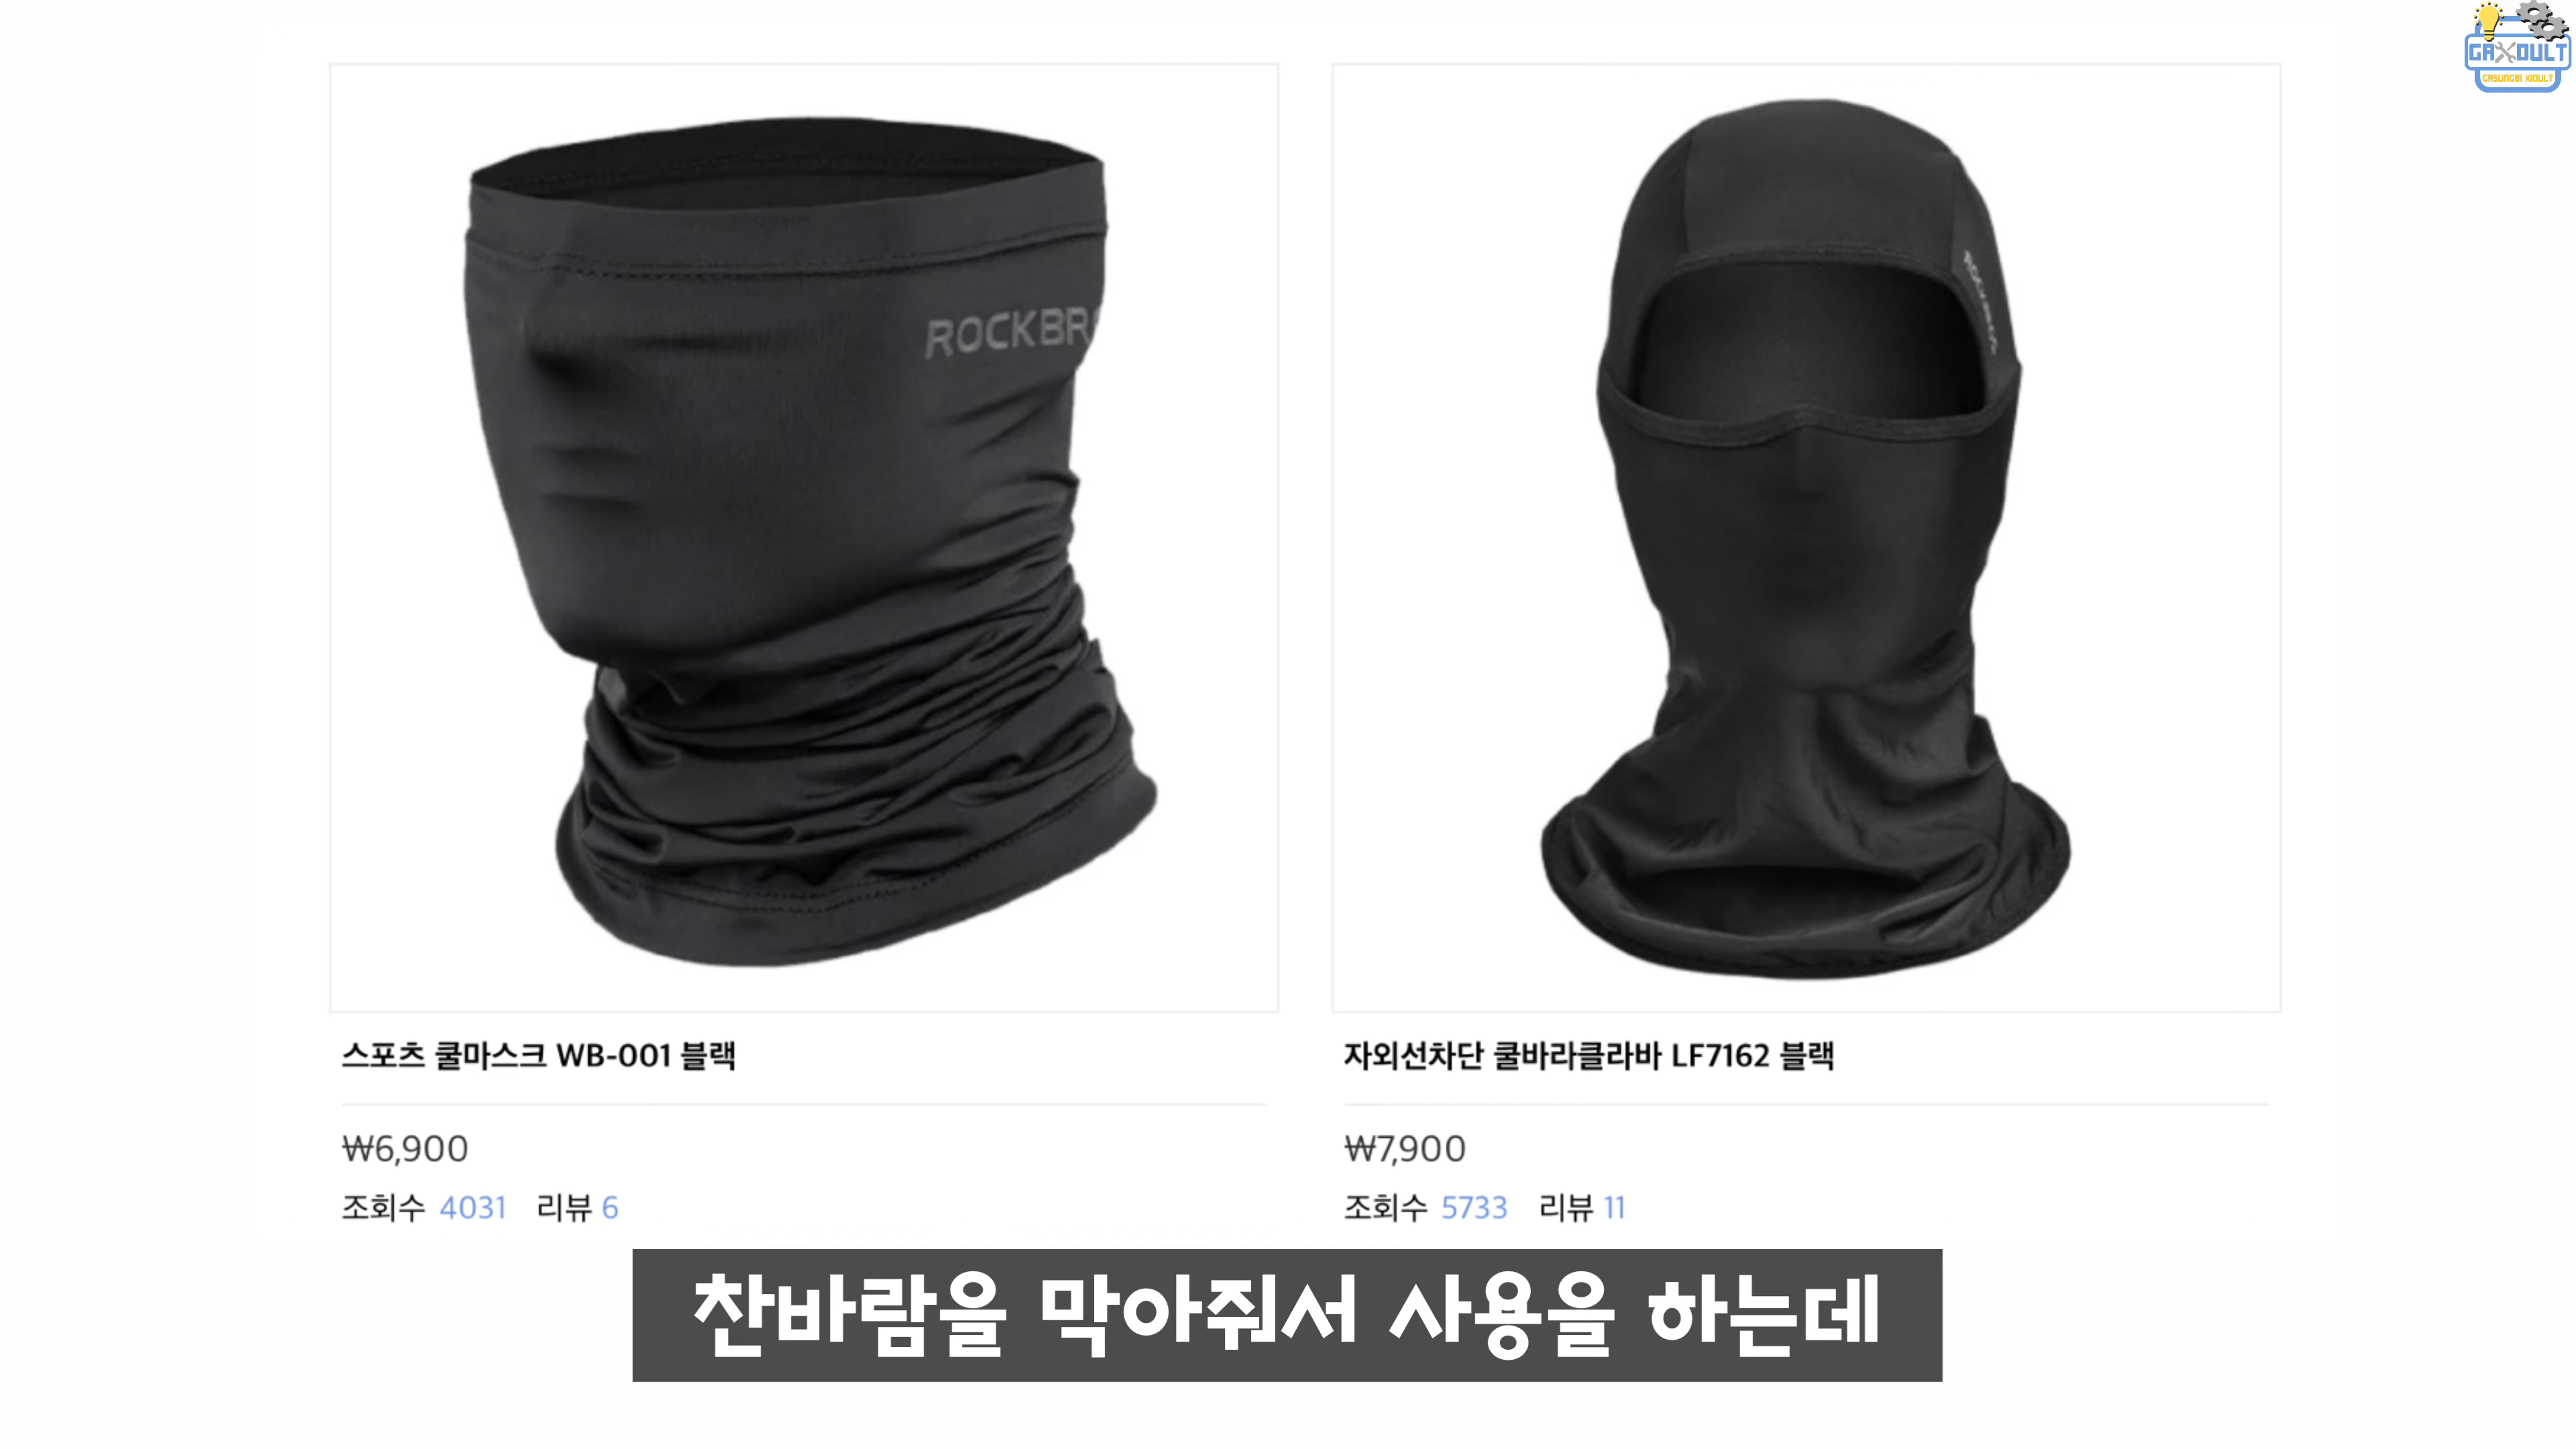 GAXDULT
GASUNGBI KIDULT
ROCKBR
스포츠 쿨마스크 WB-001 블랙
₩6,900
조회수 4031 리뷰 6
자외선차단 쿨바라클라바 LF7162 블랙
₩7,900
조회수 5733 리뷰 11
찬바람을 막아줘서 사용을 하는데